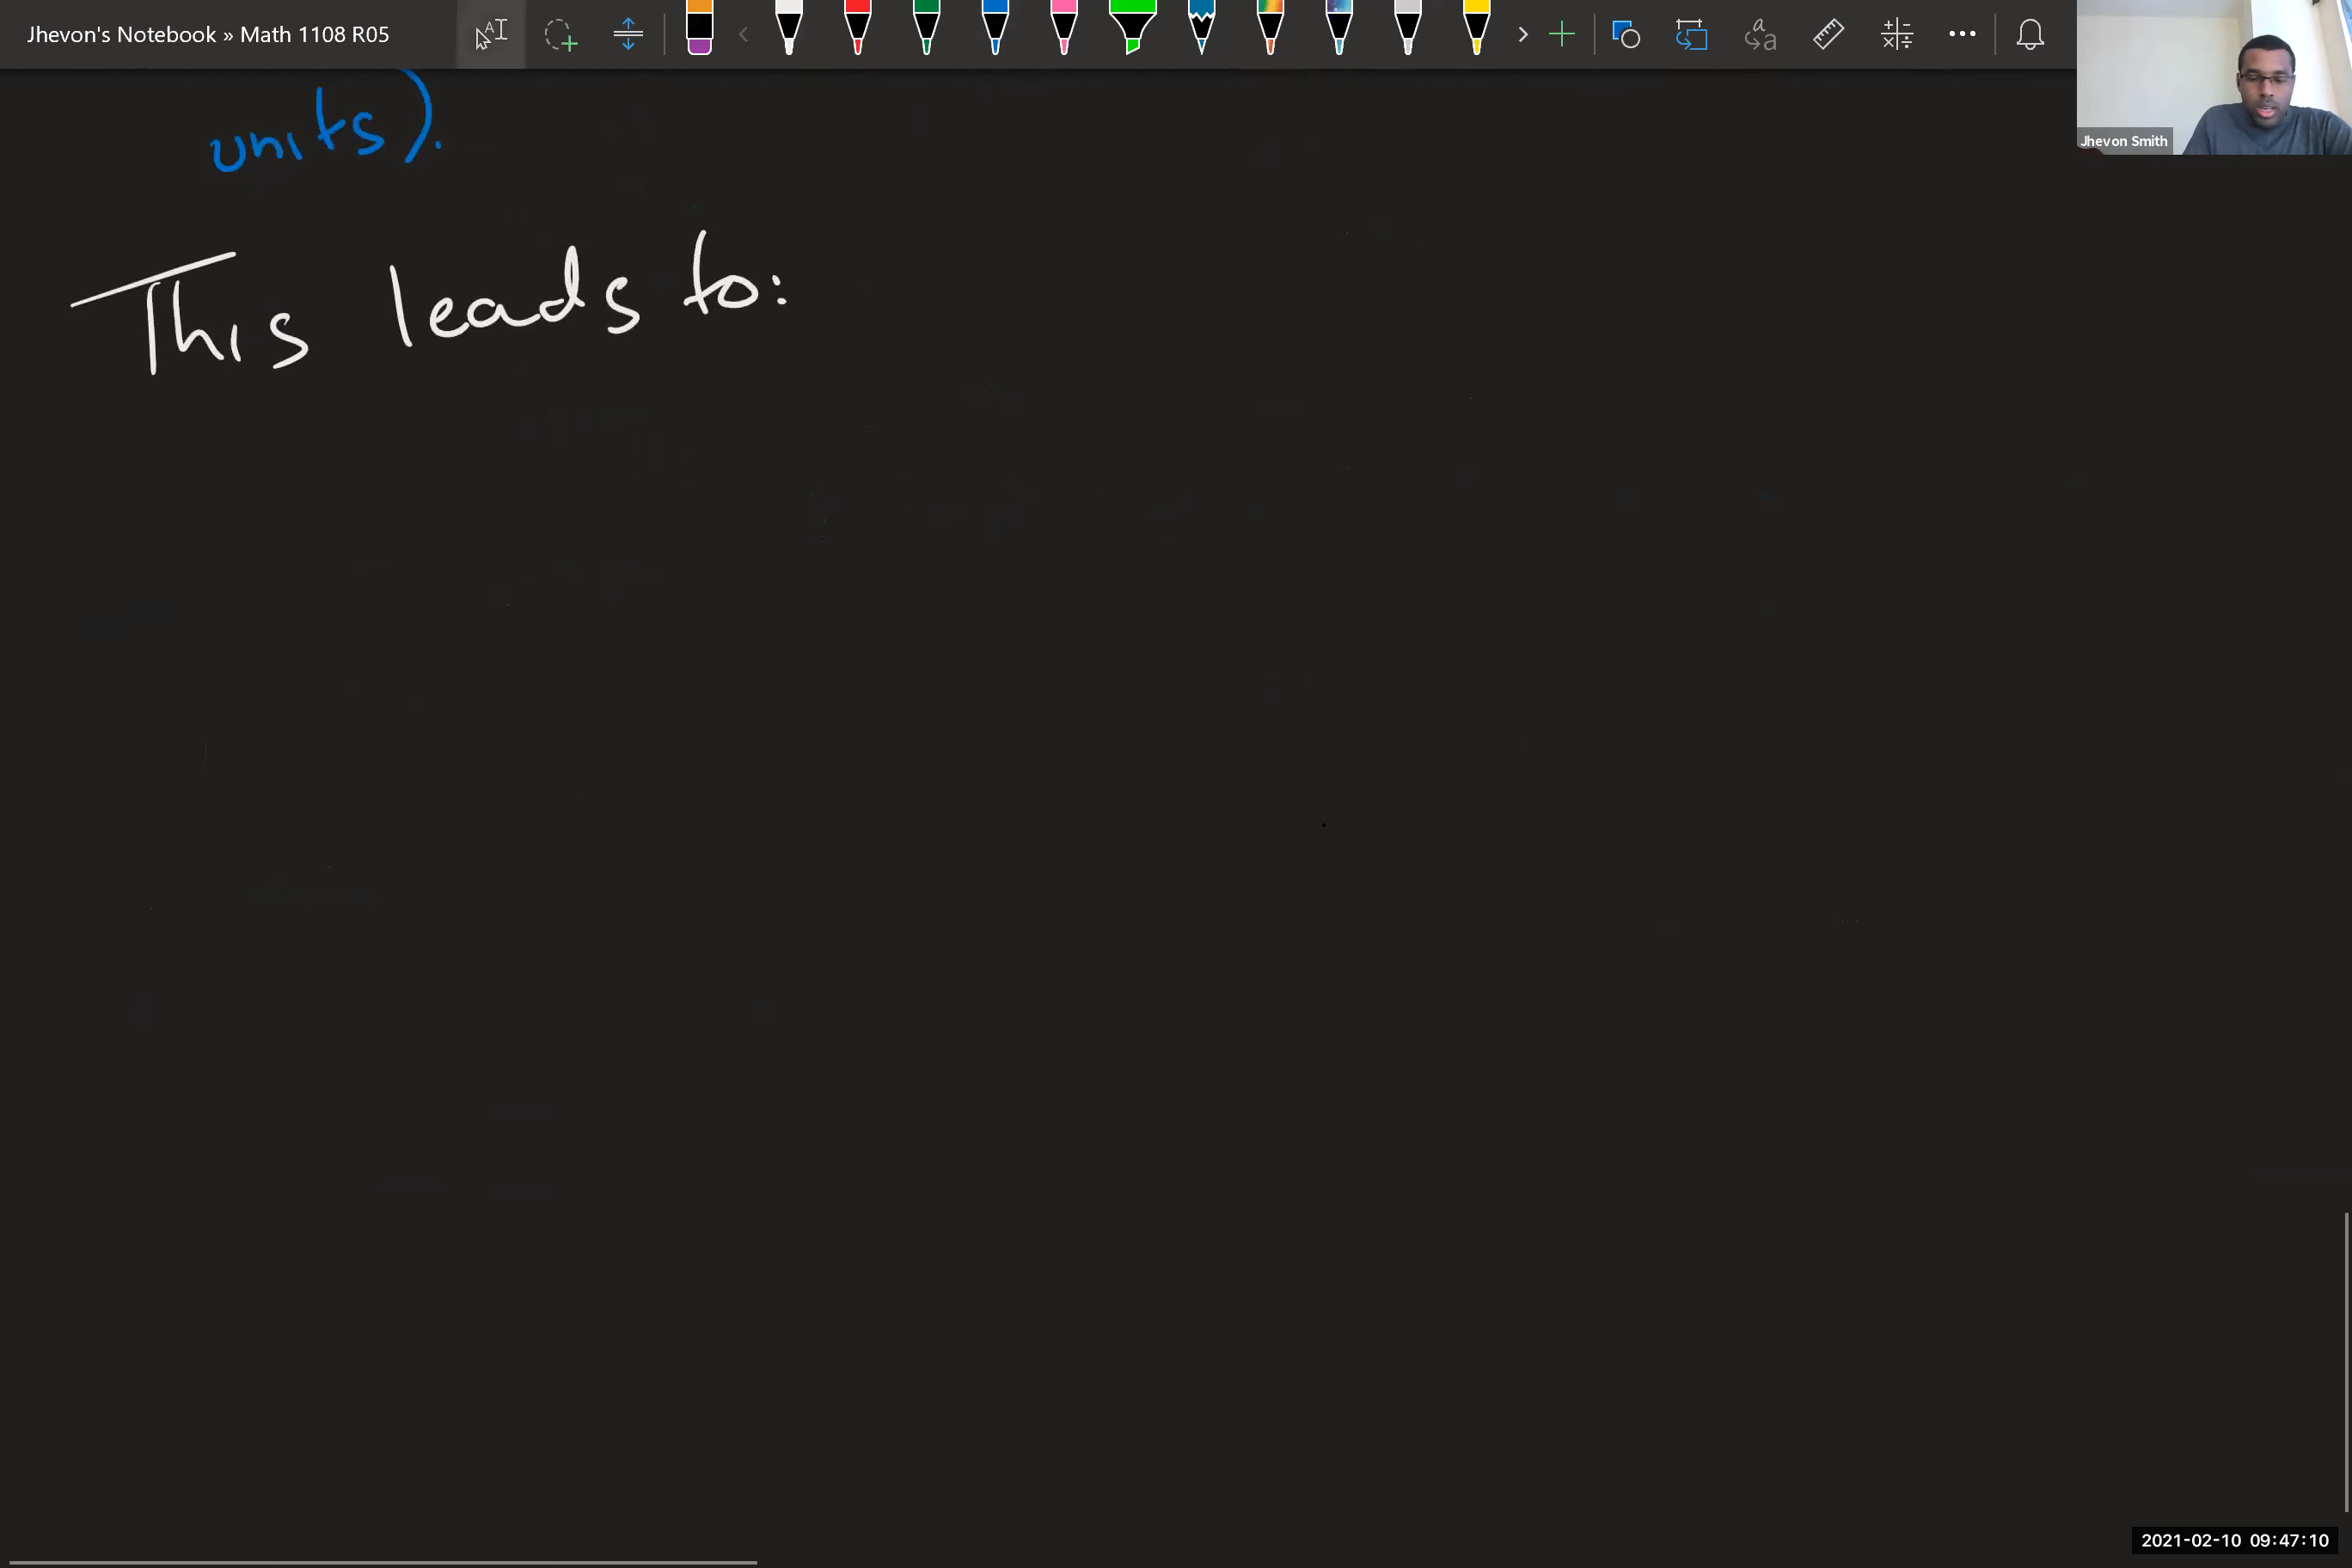 Jhevon's Notebook » Math 1108 R05
Jhevon Smith
units).
This leads to:
2021-02-10 09:47:10